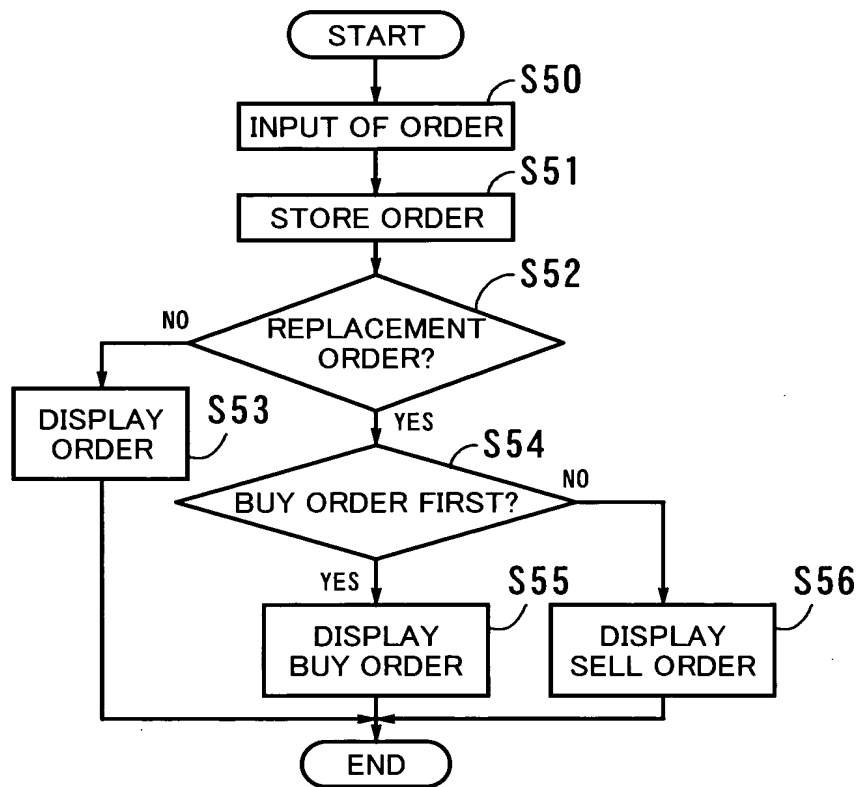 START
S50
INPUT OF ORDER
S51
STORE ORDER
S52
REPLACEMENT
ORDER?
NO
S53
DISPLAY
ORDER
YES
S54
BUY ORDER FIRST?
NO
YES
S55
DISPLAY
BUY ORDER
S56
DISPLAY
SELL ORDER
END